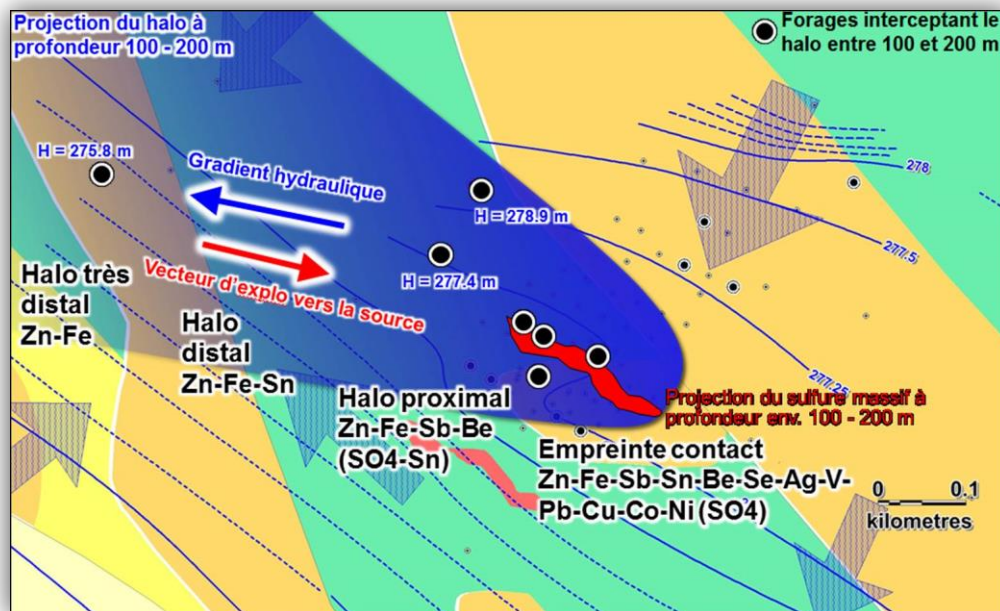 Projection du halo à
profondeur 100 - 200 m
Forages interceptant le
halo entre 100 et 200 m
H = 275.8 m
Gradient hydraulique
H = 278.9 m
278
277.5
Vecteur d'explo vers la source
H = 277.4 m
Halo très
distal
Zn-Fe
Halo
distal
Zn-Fe-Sn
277.25
Halo proximal
Zn-Fe-Sb-Be
(SO4-Sn)
Projection du sulfure massif à
profondeur env. 100 - 200 m
Empreinte contact
Zn-Fe-Sb-Sn-Be-Se-Ag-V-
Pb-Cu-Co-Ni (SO4)
0 0.1
kilometres